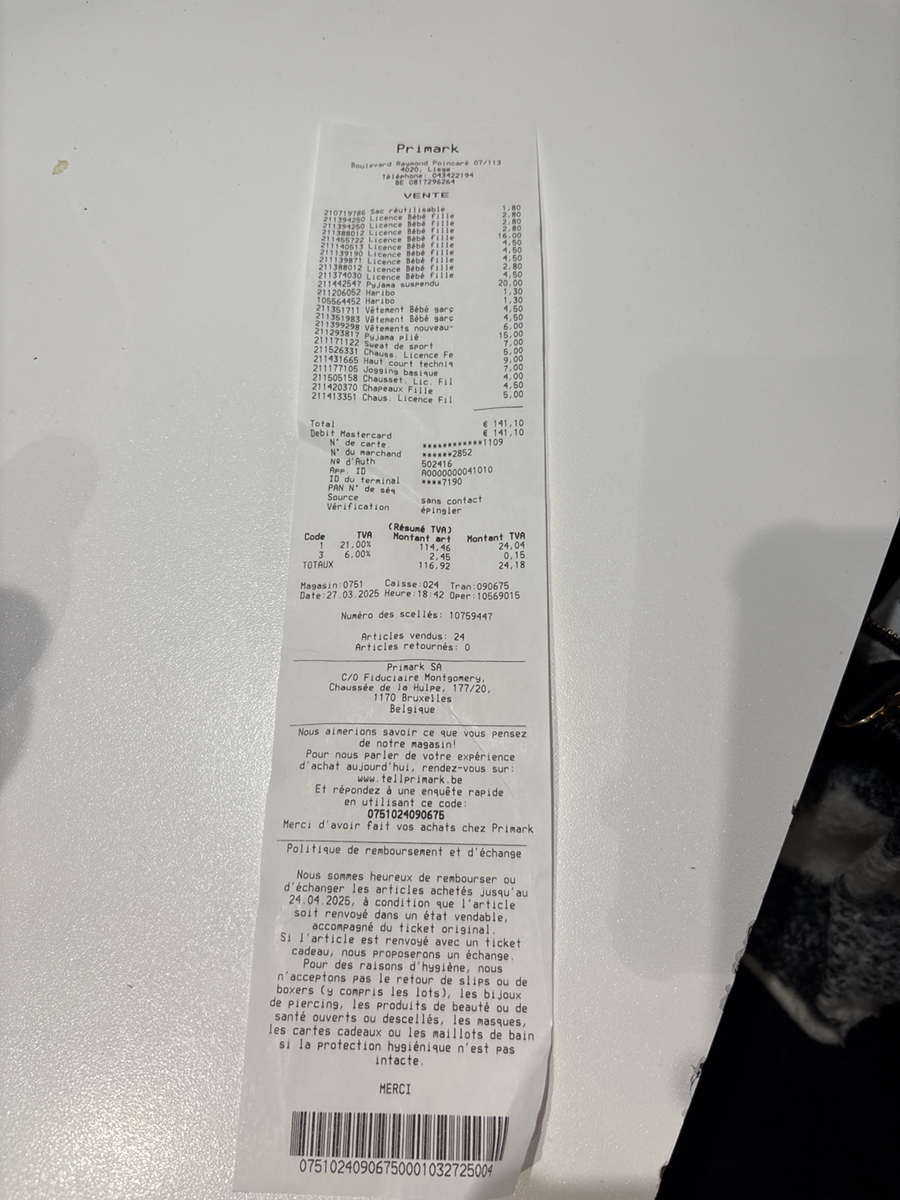 Primark
Boulevard Raymond Poincaré 07/113
4020, Liege
Téléphone: 043422194
BE 0817296264
VENTE
210719786 Sac réutilisable 1,80
211394250 Licence Bébé fille 2,80
211394250 Licence Bébé fille 2,80
211388012 Licence Bébé fille 2,80
211455722 Licence Bébé fille 16,00
211140513 Licence Bébé fille 4,50
211139190 Licence Bébé fille 4,50
211139871 Licence Bébé fille 4,50
211388012 Licence Bébé fille 2,80
211374030 Licence Bébé fille 4,50
211442547 Pyjama suspendu 20,00
211206052 Haribo 1,30
105564452 Haribo 1,30
211351711 Vêtement Bébé garç 4,50
211351983 Vêtement Bébé garç 4,50
211399298 Vêtements nouveau- 6,00
211293817 Pyjama plié 15,00
211171122 Sweat de sport 7,00
211526331 Chauss. Licence Fe 5,00
211431665 Haut court techniq 9,00
211177105 Jogging basique 7,00
211505158 Chausset. Lic. Fil 4,00
211420370 Chapeaux Fille 4,50
211413351 Chaus. Licence Fil 5,00
Total € 141,10
Debit Mastercard € 141,10
N° de carte. ************1109
N° du marchand ******2852
Nº d'Auth 502416
App. ID A0000000041010
ID du terminal ****7190
PAN N° de séq
Source sans contact
Vérification épingler
(Résumé TVA)
Code TVA Montant art Montant TVA
1 21,00% 114,46 24,04
3 6,00% 2,45 0,15
TOTAUX 116,92 24,18
Magasin:0751 Caisse:024 Tran:090675
Date:27.03.2025 Heure:18:42 Oper:10569015
Numéro des scellés: 10759447
Articles vendus: 24
Articles retournés: 0
Primark SA
C/O Fiduciaire Montgomery,
Chaussée de la Hulpe, 177/20,
1170 Bruxelles
Belgique
Nous aimerions savoir ce que vous pensez
de notre magasin!
Pour nous parler de votre expérience
d'achat aujourd'hui, rendez-vous sur:
www.tellprimark.be
Et répondez à une enquête rapide
en utilisant ce code:
0751024090675
Merci d'avoir fait vos achats chez Primark
Politique de remboursement et d'échange
Nous sommes heureux de rembourser ou
d'échanger les articles achetés jusqu'au
24.04.2025, à condition que l'article
soit renvoyé dans un état vendable,
accompagné du ticket original.
Si l'article est renvoyé avec un ticket
cadeau, nous proposerons un échange.
Pour des raisons d'hygiène, nous
n'acceptons pas le retour de slips ou de
boxers (y compris les lots), les bijoux
de piercing, les produits de beauté ou de
santé ouverts ou descellés, les masques,
les cartes cadeaux ou les maillots de bain
si la protection hygiénique n'est pas
intacte.
MERCI
07510240906750001032725004